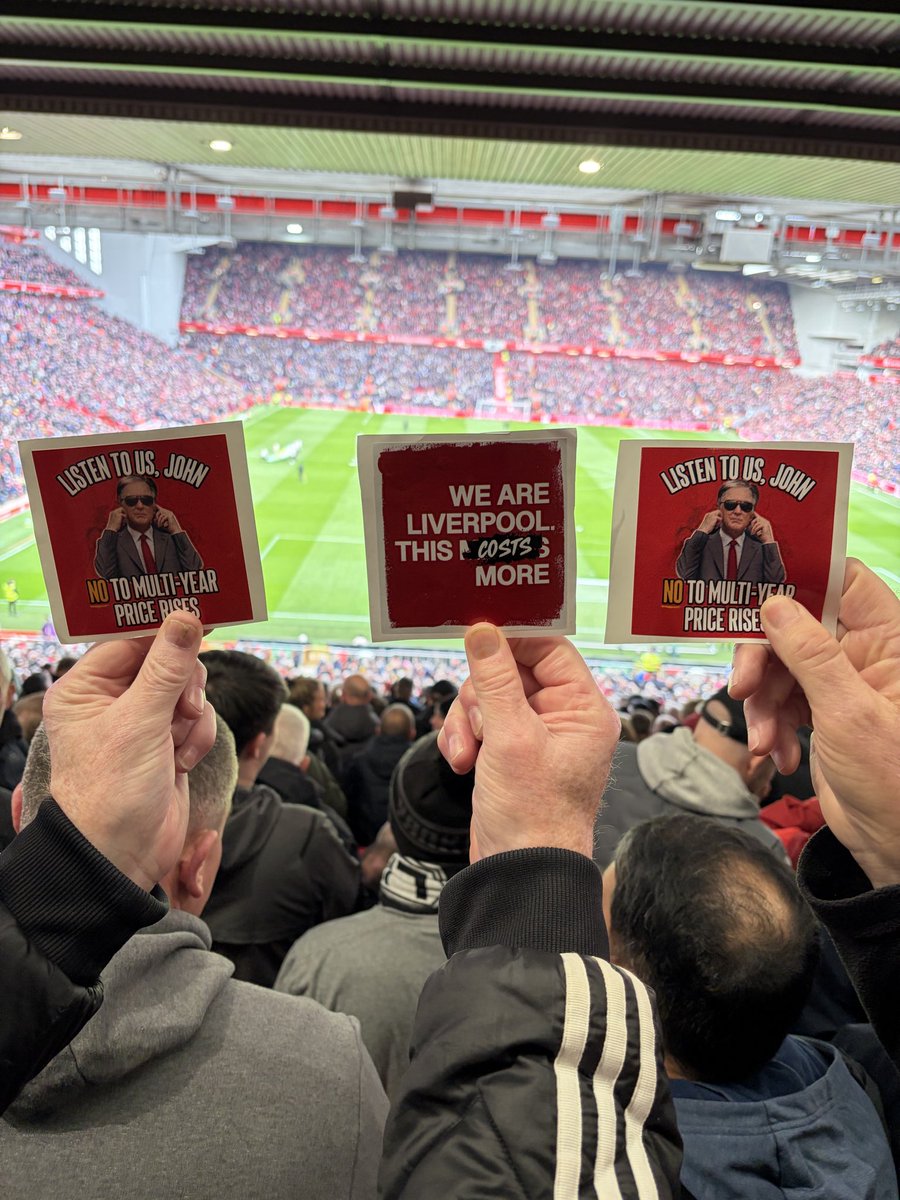 LISTEN TO US, JOHN
NO TO MULTI-YEAR
PRICE RISES
WE ARE
LIVERPOOL.
THIS COSTS
MORE
LISTEN TO US, JOHN
NO TO MULTI-YEAR
PRICE RISES